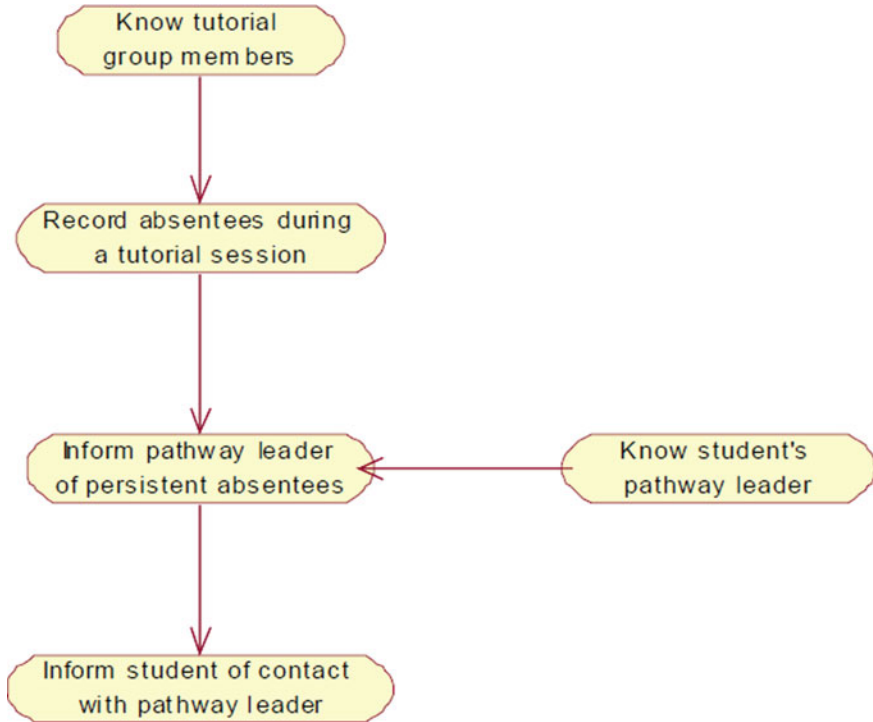 Know tutorial
group members
Record absentees during
a tutorial session
Inform pathway leader
of persistent absentees
Know student's
pathway leader
Inform student of contact
with pathway leader